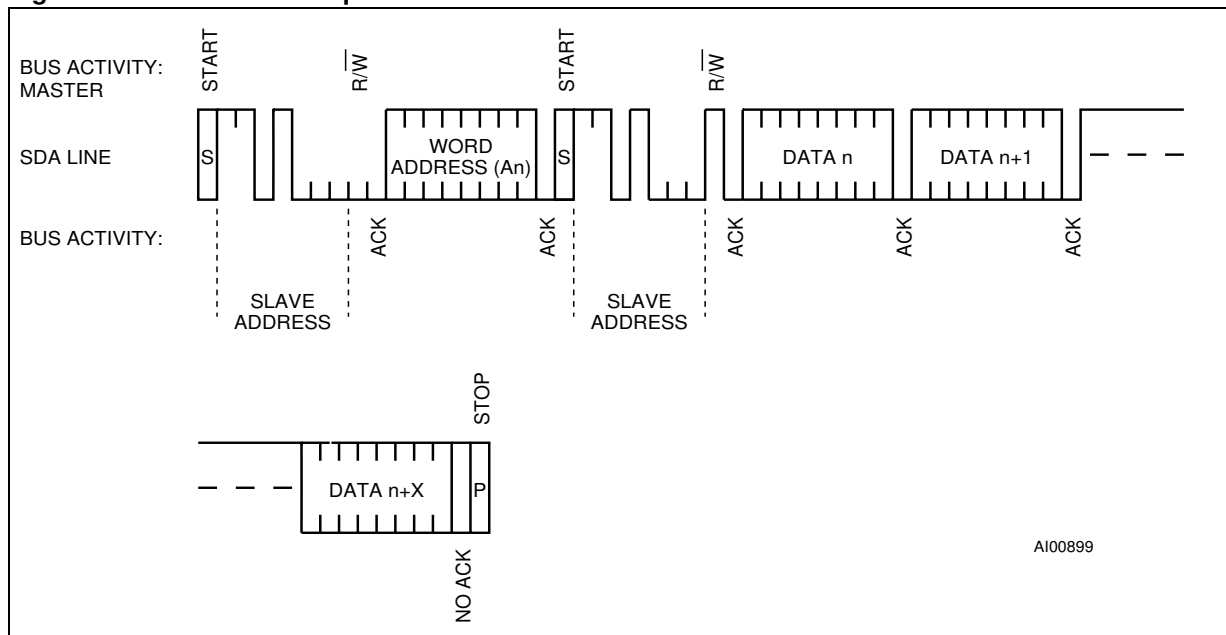 BUS ACTIVITY:
MASTER
START
R/W
START
R/W
SDA LINE
S
WORD
ADDRESS (An)
S
DATA n
DATA n+1
BUS ACTIVITY:
ACK
ACK
ACK
ACK
ACK
SLAVE
ADDRESS
SLAVE
ADDRESS
STOP
DATA n+X
P
NO ACK
AI00899